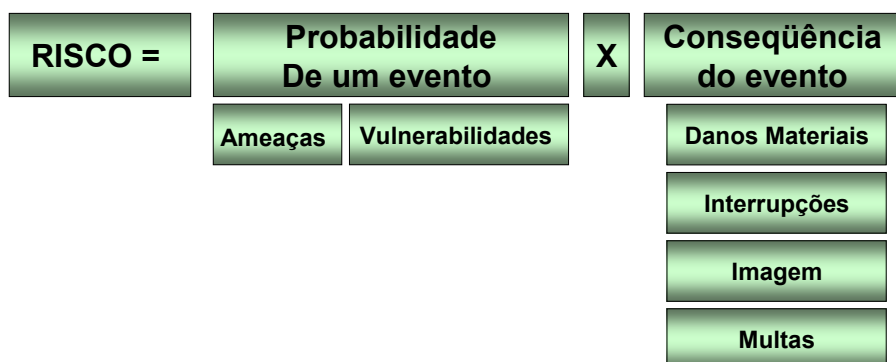 RISCO =
Probabilidade
De um evento
X
Conseqüência
do evento
Ameaças
Vulnerabilidades
Danos Materiais
Interrupções
Imagem
Multas